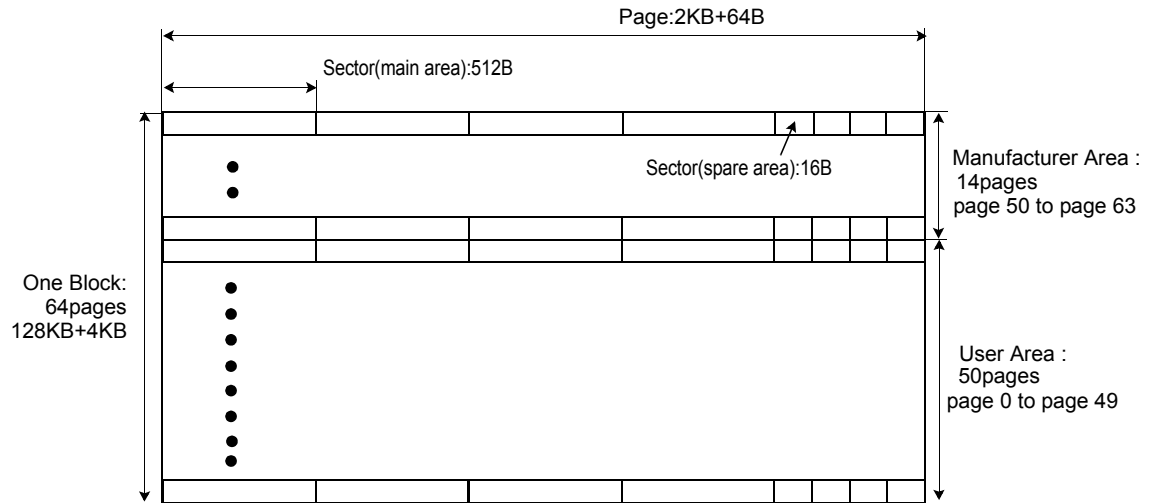 Page:2KB+64B
Sector(main area):512B
Sector(spare area):16B
Manufacturer Area :
14pages
page 50 to page 63
One Block:
64pages
128KB+4KB
User Area :
50pages
page 0 to page 49